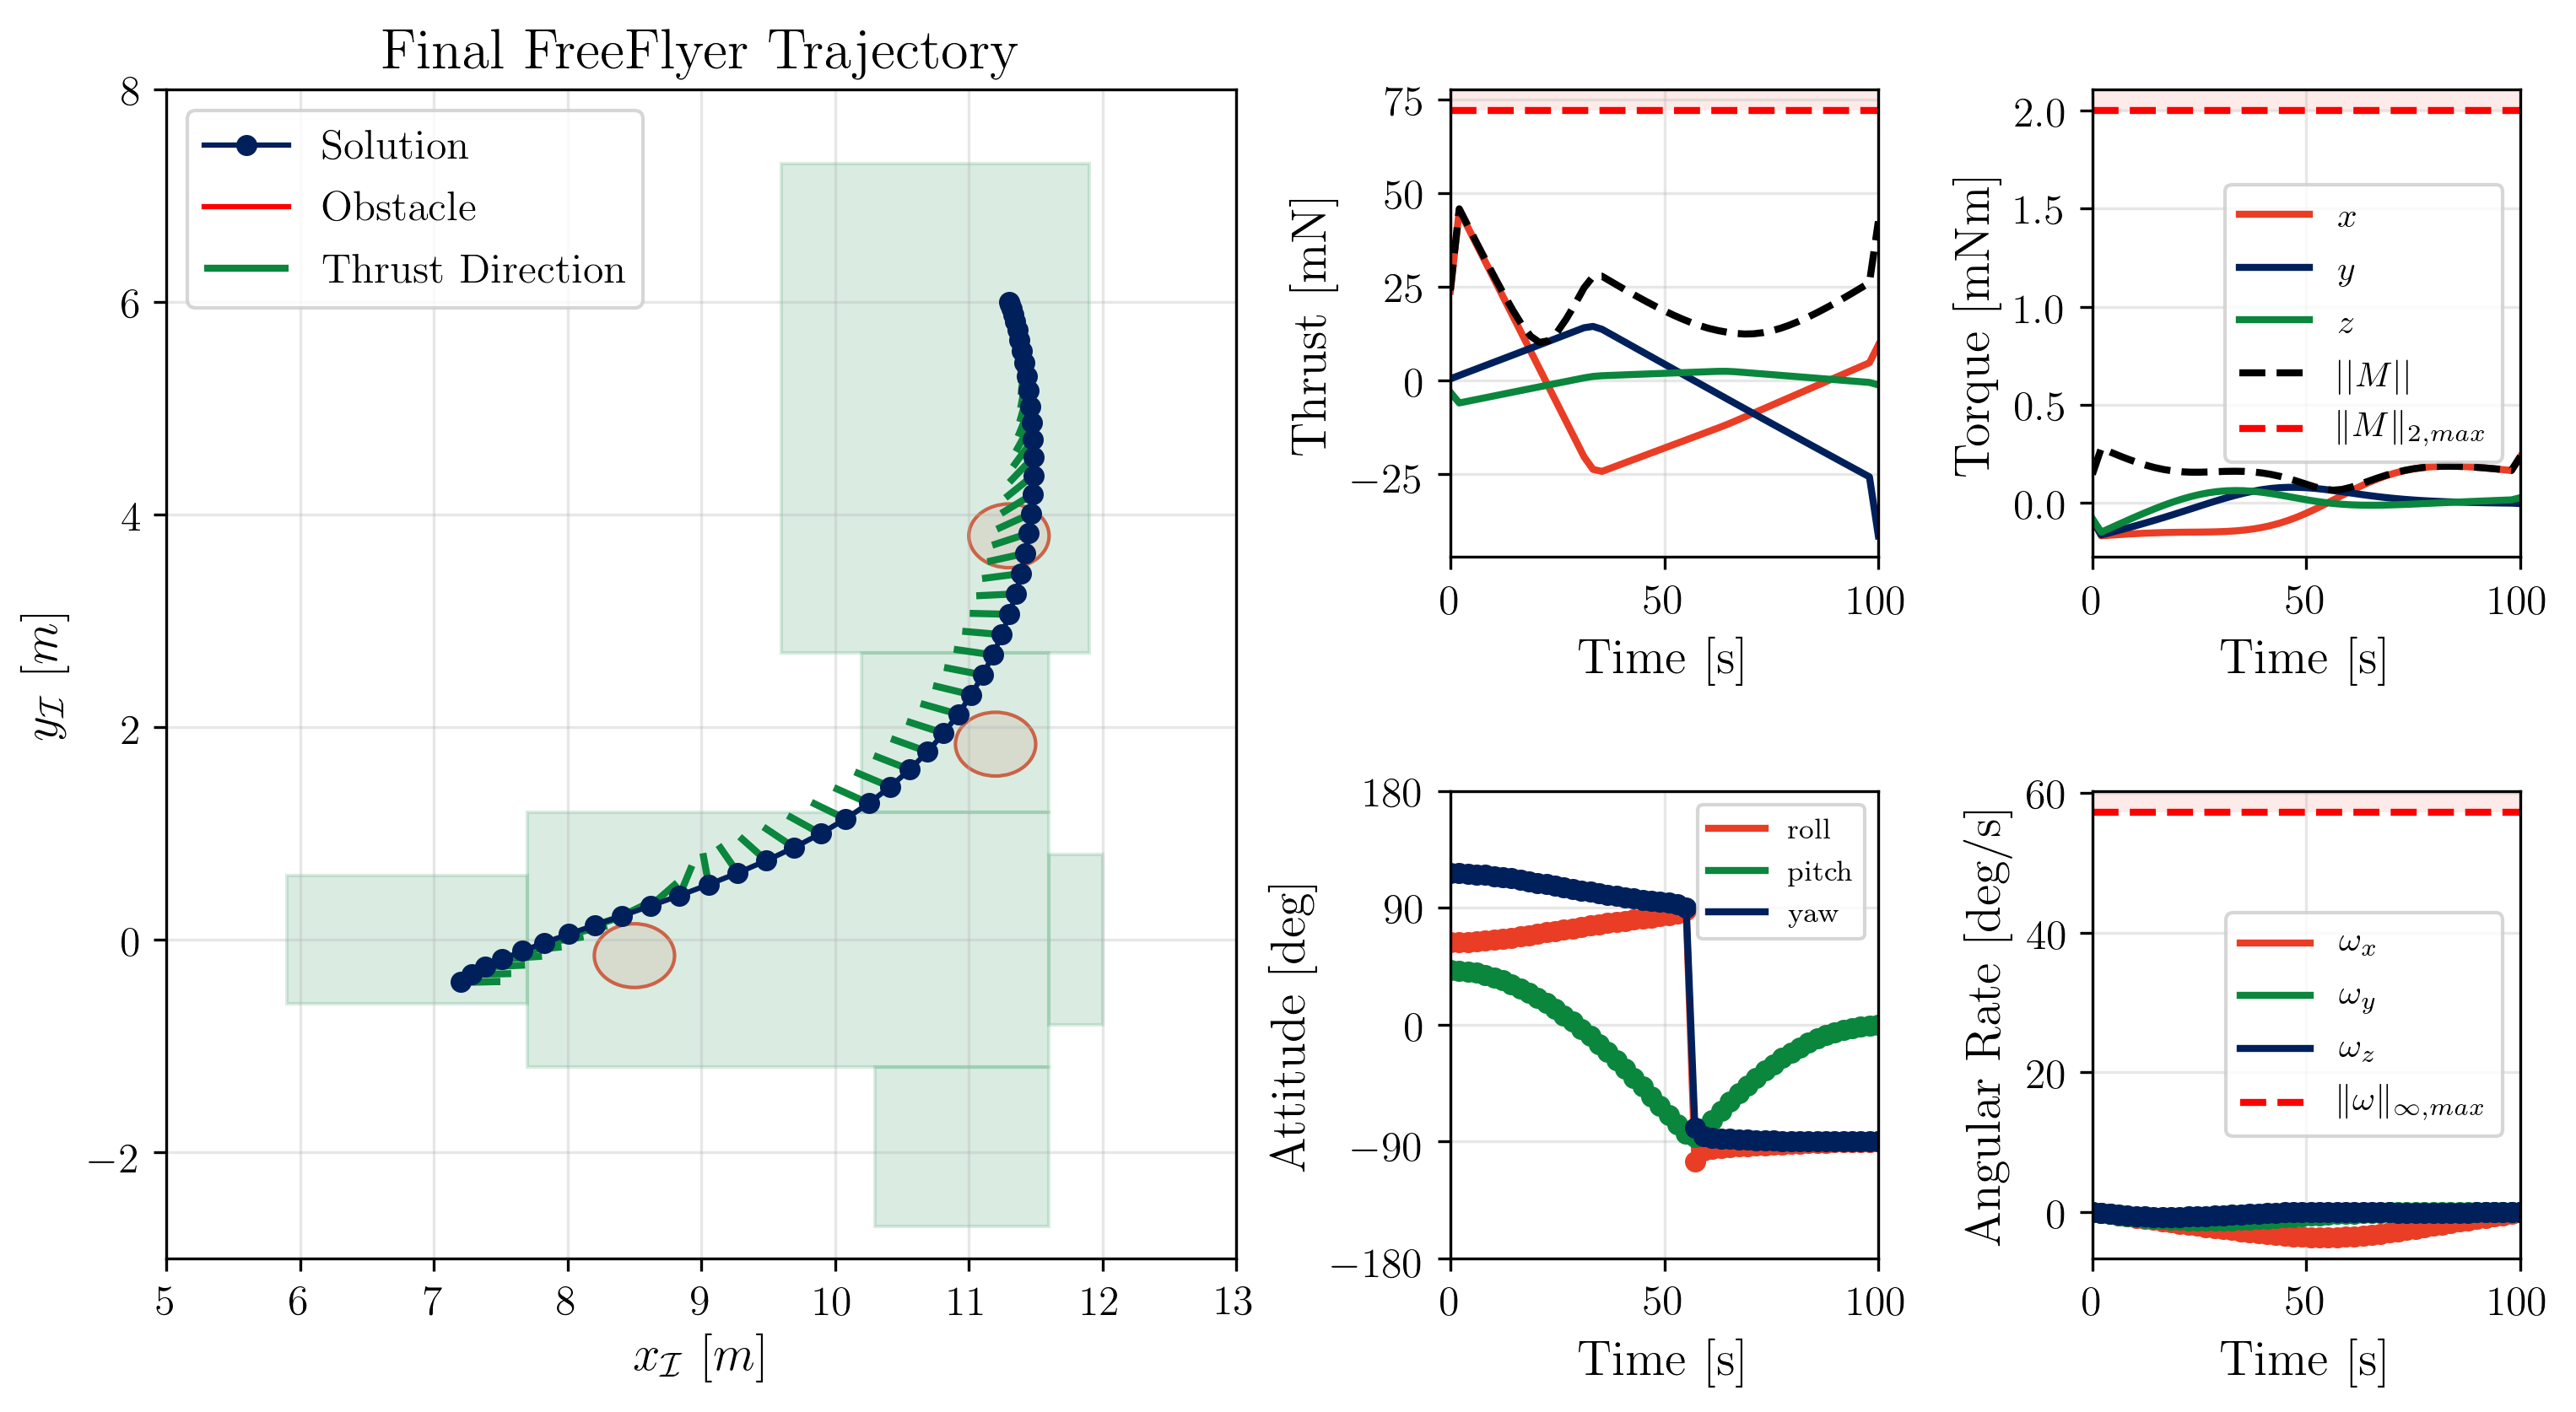 Final FreeFlyer Trajectory
Solution
Obstacle
Thrust Direction
8
6
4
2
0
−2
5 6 7 8 9 10 11 12 13
y_I [m]
x_I [m]
Thrust [mN]
75
50
25
0
−25
0 50 100
Time [s]
Torque [mNm]
2.0
1.5
1.0
0.5
0.0
x
y
z
||M||
‖M‖_{2,max}
0 50 100
Time [s]
Attitude [deg]
180
90
0
−90
−180
roll
pitch
yaw
0 50 100
Time [s]
Angular Rate [deg/s]
60
40
20
0
ω_x
ω_y
ω_z
‖ω‖_{∞,max}
0 50 100
Time [s]